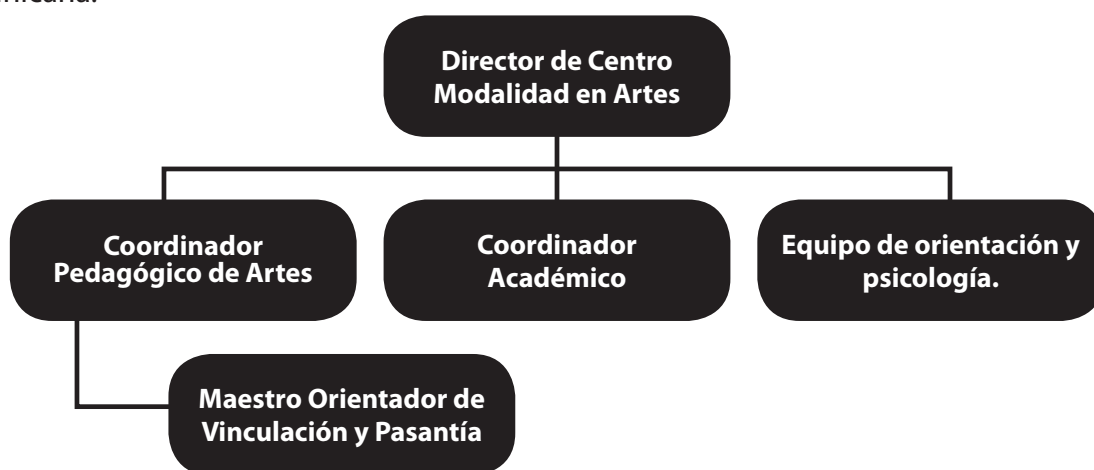 Director de Centro
Modalidad en Artes
Coordinador
Pedagógico de Artes
Coordinador
Académico
Equipo de orientación y
psicología.
Maestro Orientador de
Vinculación y Pasantía